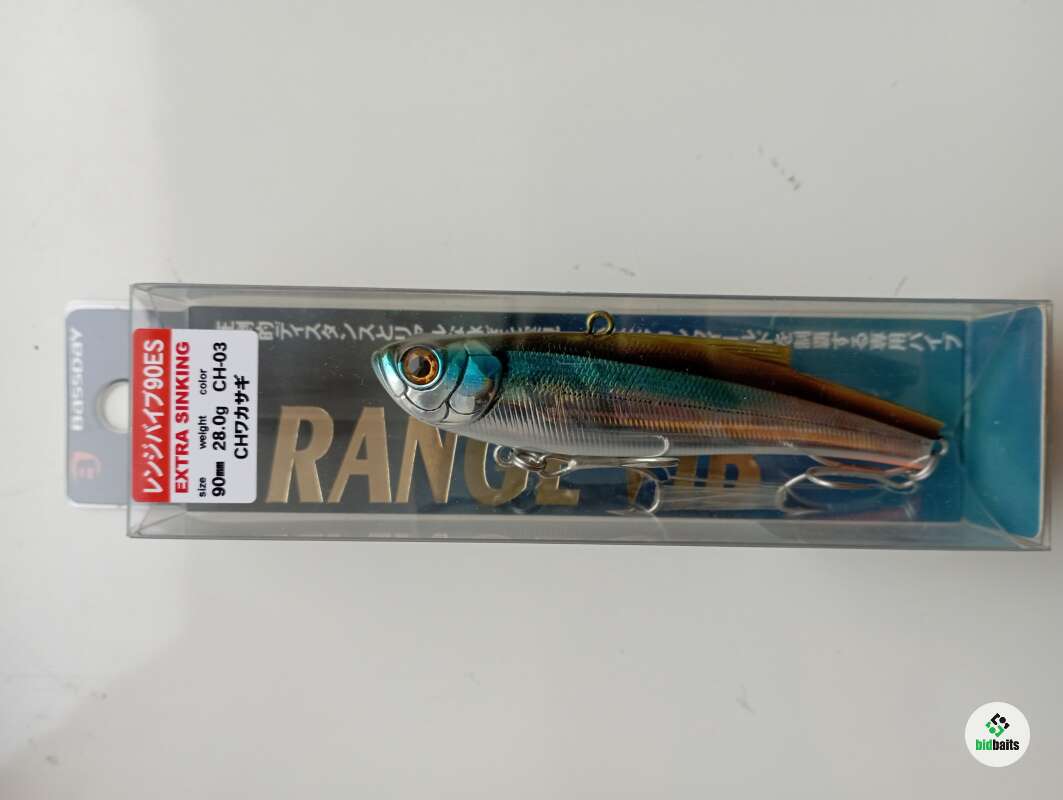 BASSDAY
レンジバイブ90ES
EXTRA SINKING
size weight color
90mm 28.0g CH-03
CHワカサギ
RANGE VIB
bidbaits